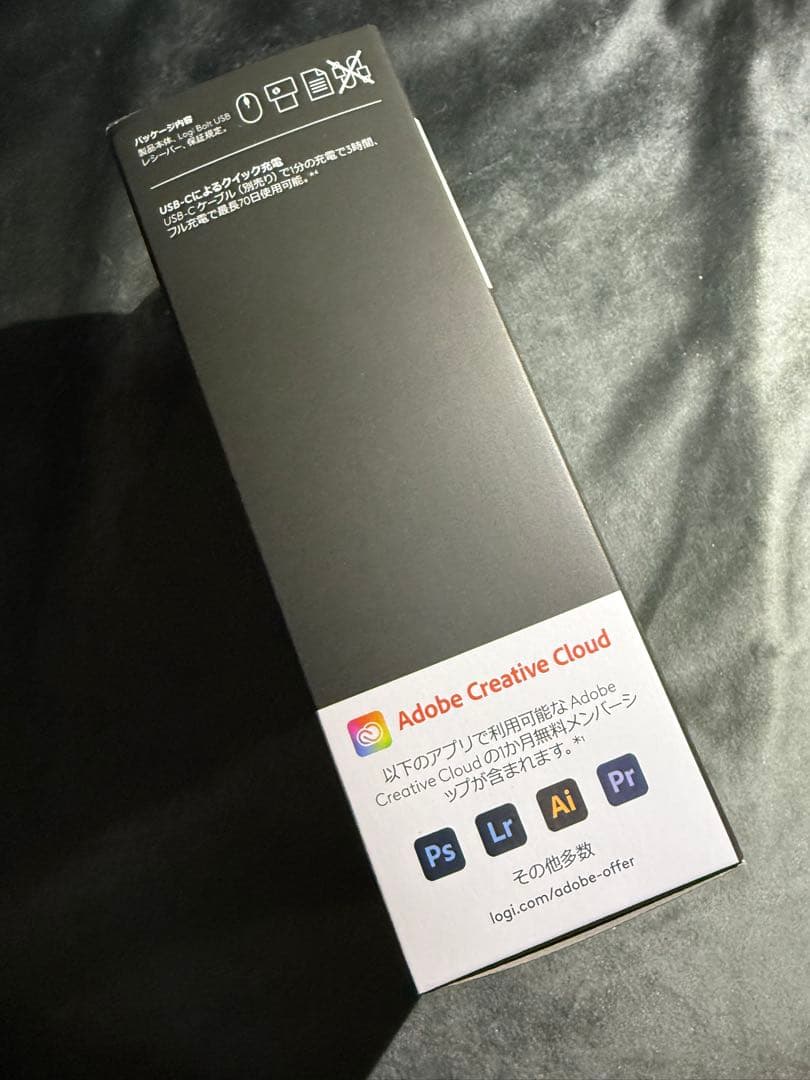 パッケージ内容
製品本体、Logi Bolt USB
レシーバー、保証規定。
USB-Cによるクイック充電
USB-C ケーブル（別売り）で1分の充電で3時間、
フル充電で最長70日使用可能。*⁴
Adobe Creative Cloud
以下のアプリで利用可能な Adobe
Creative Cloud の1か月無料メンバーシ
ップが含まれます。*¹
Ps Lr Ai Pr
その他多数
logi.com/adobe-offer